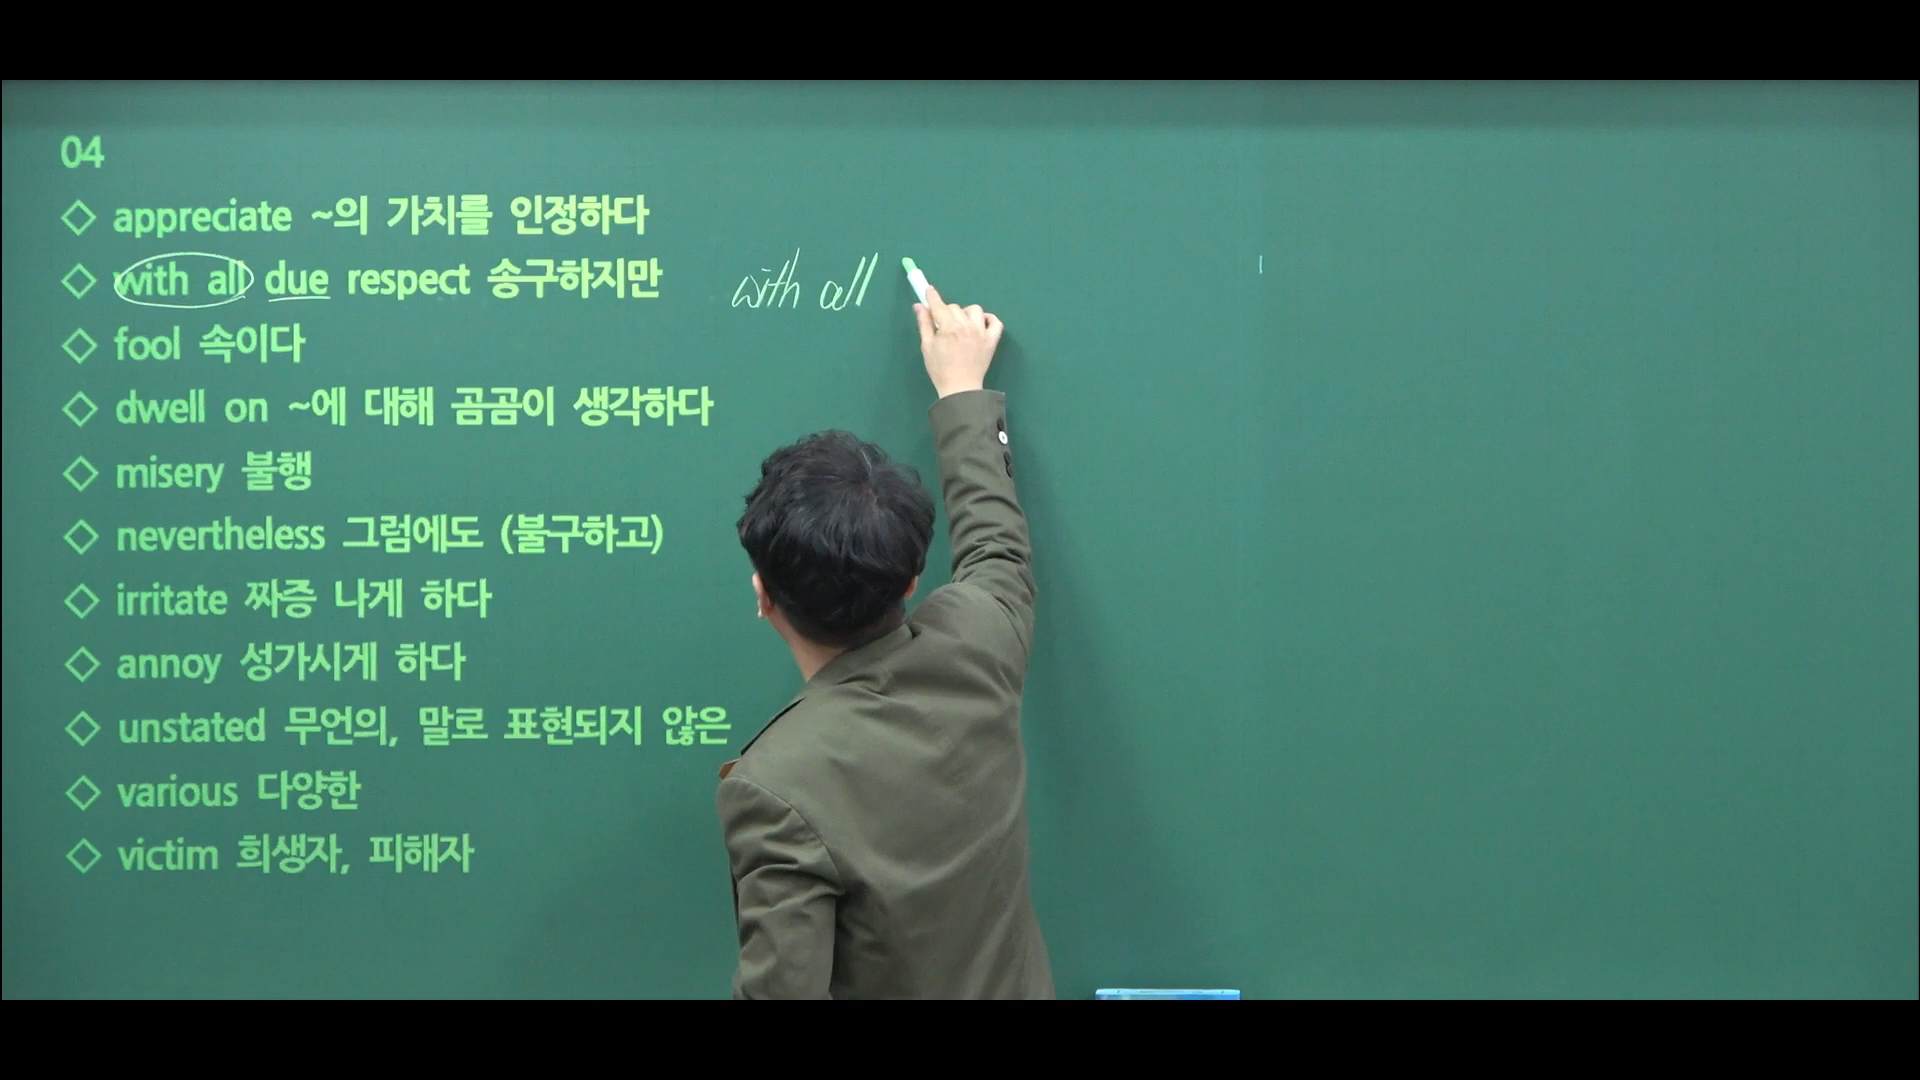 04
◇ appreciate ~의 가치를 인정하다
◇ with all due respect 송구하지만 with all
◇ fool 속이다
◇ dwell on ~에 대해 곰곰이 생각하다
◇ misery 불행
◇ nevertheless 그럼에도 (불구하고)
◇ irritate 짜증 나게 하다
◇ annoy 성가시게 하다
◇ unstated 무언의, 말로 표현되지 않은
◇ various 다양한
◇ victim 희생자, 피해자